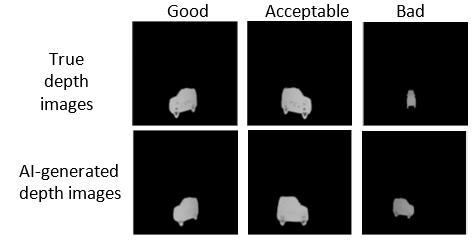 Good Acceptable Bad
True
depth
images
AI-generated
depth images